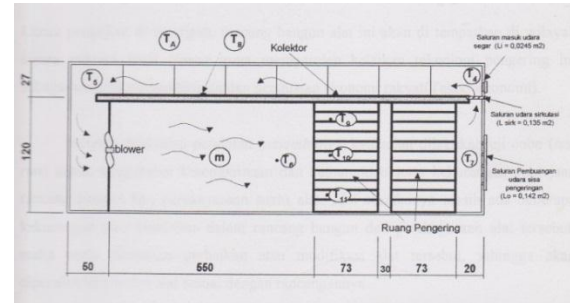 T_A
T_B
Kolektor
Saluran masuk udara
segar (Li = 0,0245 m2)
T_5
T_4
27
Saluran udara sirkulasi
(L sirk = 0,135 m2)
120
blower
m
T_6
T_9
T_10
T_11
Saluran Pembuangan
udara sisa
pengeringan
(Lo = 0,142 m2)
Ruang Pengering
50
550
73
30
73
20